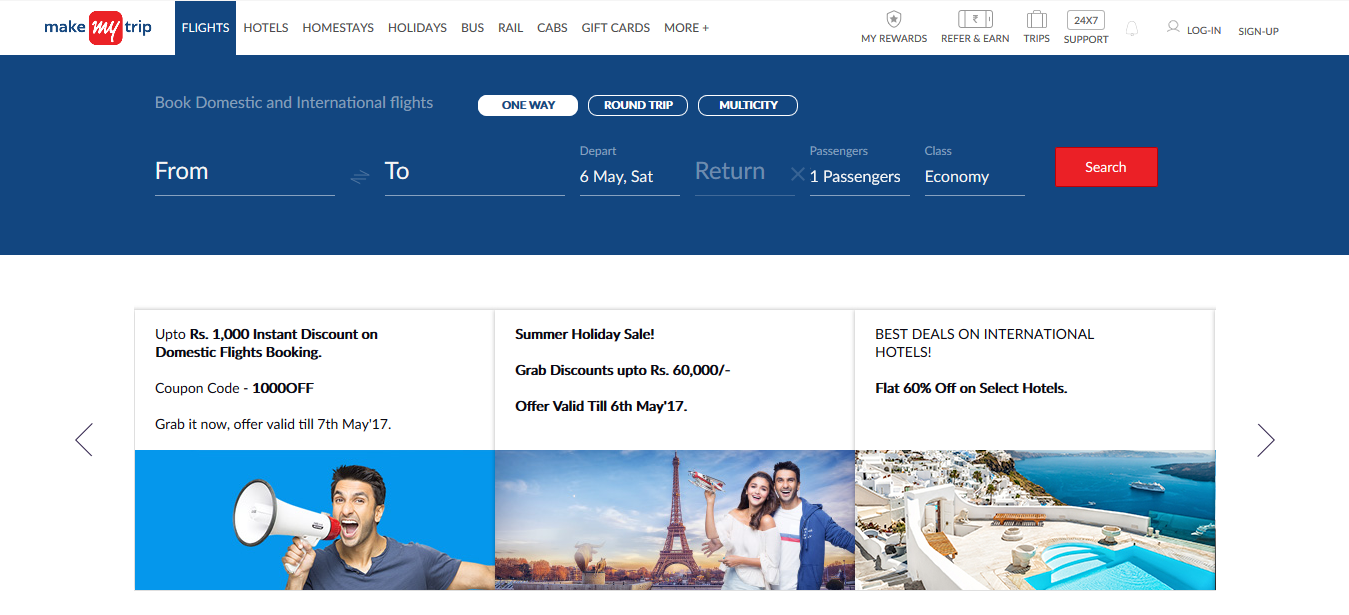 make my trip
FLIGHTS HOTELS HOMESTAYS HOLIDAYS BUS RAIL CABS GIFT CARDS MORE +
MY REWARDS
₹
REFER & EARN
TRIPS
24X7
SUPPORT
LOG-IN
SIGN-UP
Book Domestic and International flights
ONE WAY
ROUND TRIP
MULTICITY
From
To
Depart
6 May, Sat
Return
Passengers
1 Passengers
Class
Economy
Search
Upto Rs. 1,000 Instant Discount on
Domestic Flights Booking.
Coupon Code - 1000OFF
Grab it now, offer valid till 7th May'17.
Summer Holiday Sale!
Grab Discounts upto Rs. 60,000/-
Offer Valid Till 6th May'17.
BEST DEALS ON INTERNATIONAL
HOTELS!
Flat 60% Off on Select Hotels.